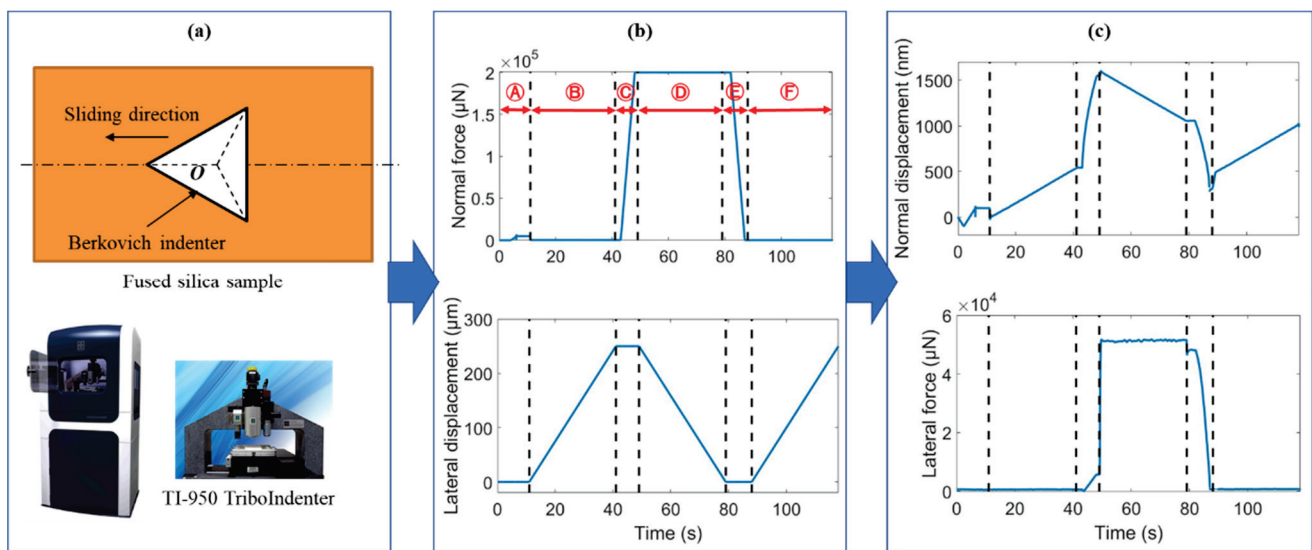 (a)
Sliding direction
O
Berkovich indenter
Fused silica sample
TI-950 TriboIndenter
(b)
×10⁵
Normal force (μN)
2
1.5
1
0.5
0
Ⓐ Ⓑ Ⓒ Ⓓ Ⓔ Ⓕ
0 20 40 60 80 100
Lateral displacement (μm)
300
200
100
0
0 20 40 60 80 100
Time (s)
(c)
Normal displacement (nm)
1500
1000
500
0
0 20 40 60 80 100
×10⁴
Lateral force (μN)
6
4
2
0
0 20 40 60 80 100
Time (s)